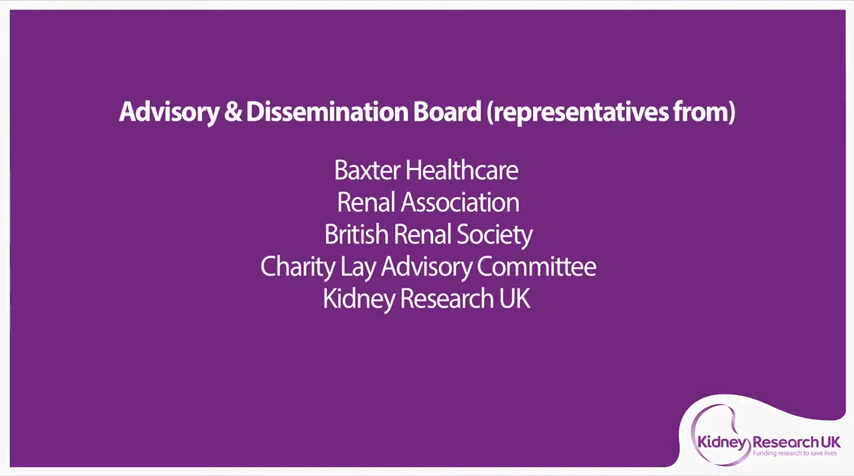 Advisory & Dissemination Board (representatives from)
Baxter Healthcare
Renal Association
British Renal Society
Charity Lay Advisory Committee
Kidney Research UK
Kidney Research UK
Funding research to save lives